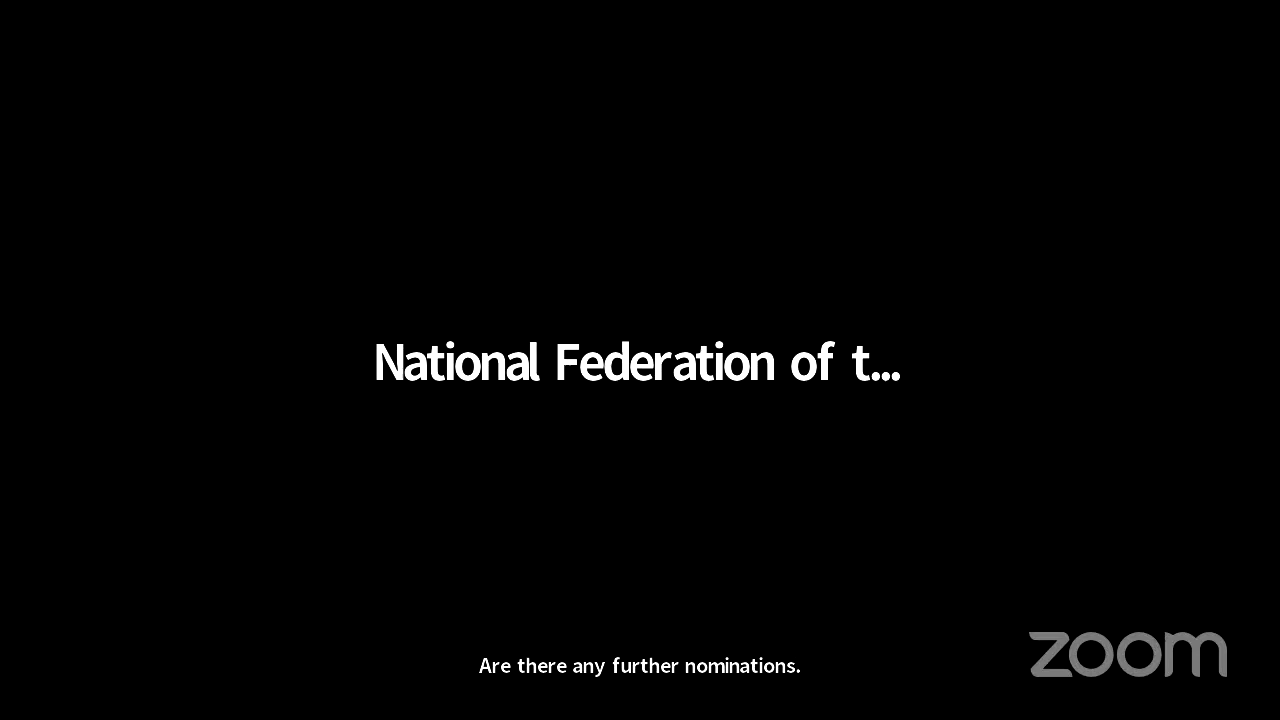 National Federation of t...
Are there any further nominations.
zoom